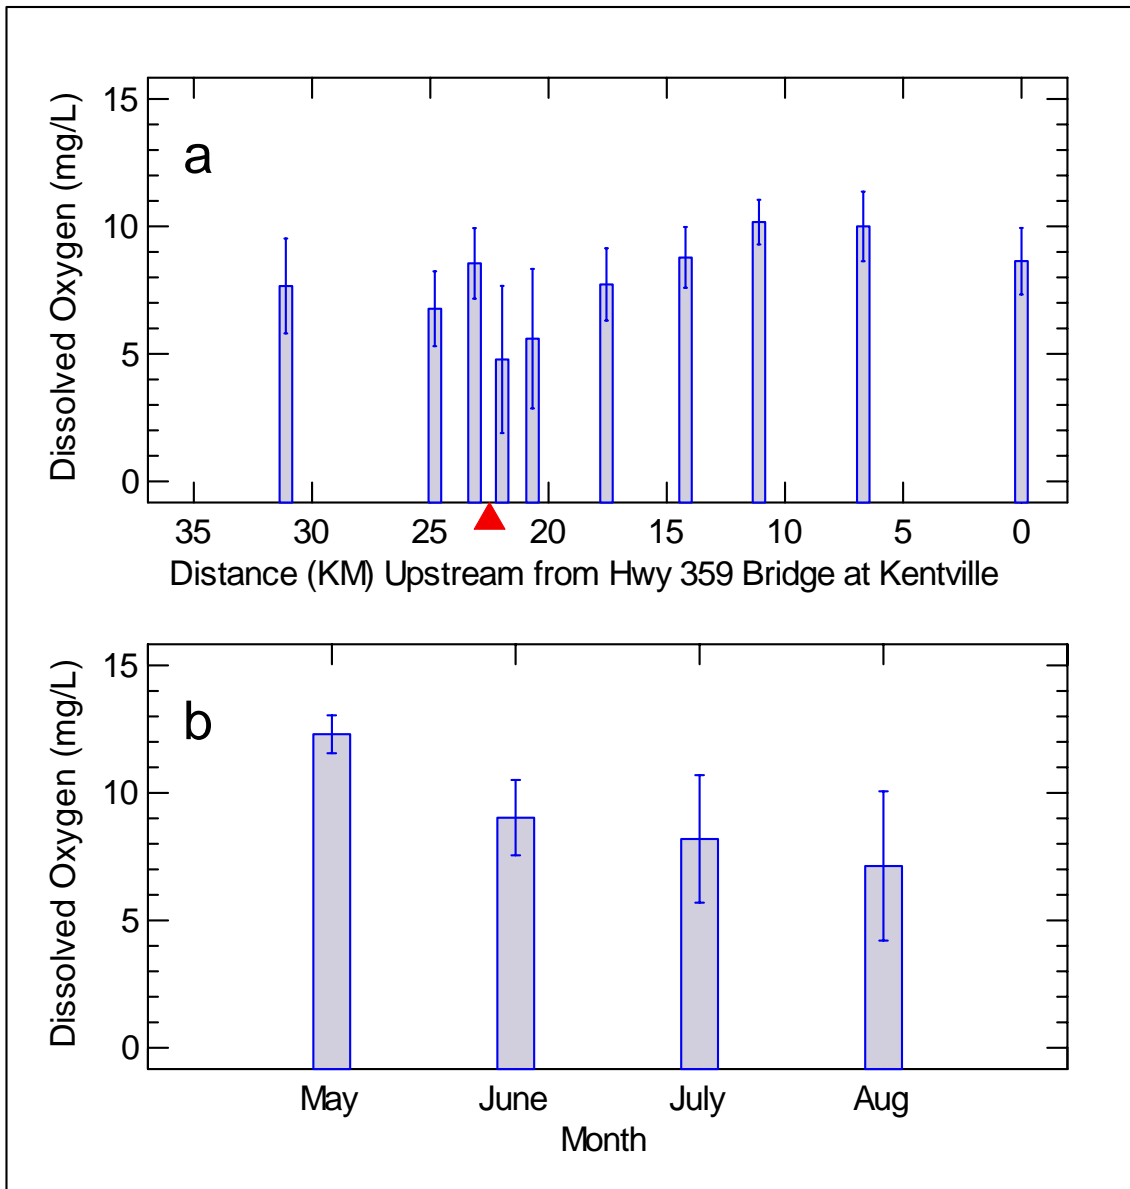 Dissolved Oxygen (mg/L)
15
10
5
0
a
35 30 25 20 15 10 5 0
Distance (KM) Upstream from Hwy 359 Bridge at Kentville
Dissolved Oxygen (mg/L)
15
10
5
0
b
May June July Aug
Month